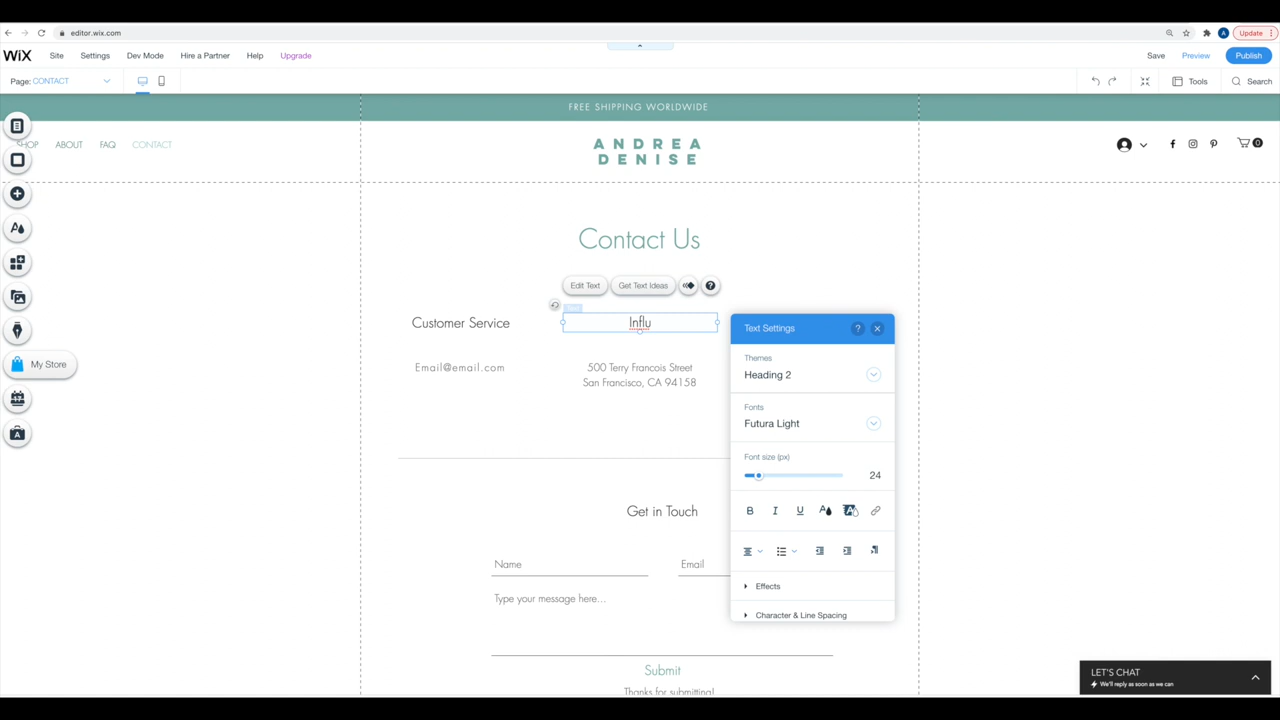 editor.wix.com
Update
WiX
Site
Settings
Dev Mode
Hire a Partner
Help
Upgrade
Save
Preview
Publish
Page: CONTACT
Tools
Search
FREE SHIPPING WORLDWIDE
SHOP
ABOUT
FAQ
CONTACT
ANDREA
DENISE
0
Contact Us
Edit Text
Get Text Ideas
Customer Service
Influ
Email@email.com
500 Terry Francois Street
San Francisco, CA 94158
Text Settings
Themes
Heading 2
Fonts
Futura Light
Font size (px)
24
B
I
U
Effects
Character & Line Spacing
My Store
Get in Touch
Name
Email
Type your message here...
Submit
Thanks for submitting!
LET'S CHAT
We'll reply as soon as we can